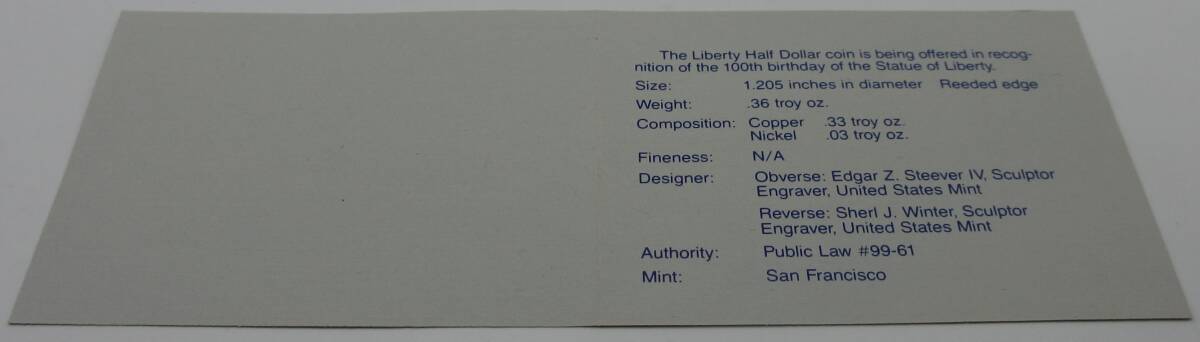 The Liberty Half Dollar coin is being offered in recog-
nition of the 100th birthday of the Statue of Liberty.
Size: 1.205 inches in diameter Reeded edge
Weight: .36 troy oz.
Composition: Copper .33 troy oz.
Nickel .03 troy oz.
Fineness: N/A
Designer: Obverse: Edgar Z. Steever IV, Sculptor
Engraver, United States Mint
Reverse: Sherl J. Winter, Sculptor
Engraver, United States Mint
Authority: Public Law #99-61
Mint: San Francisco